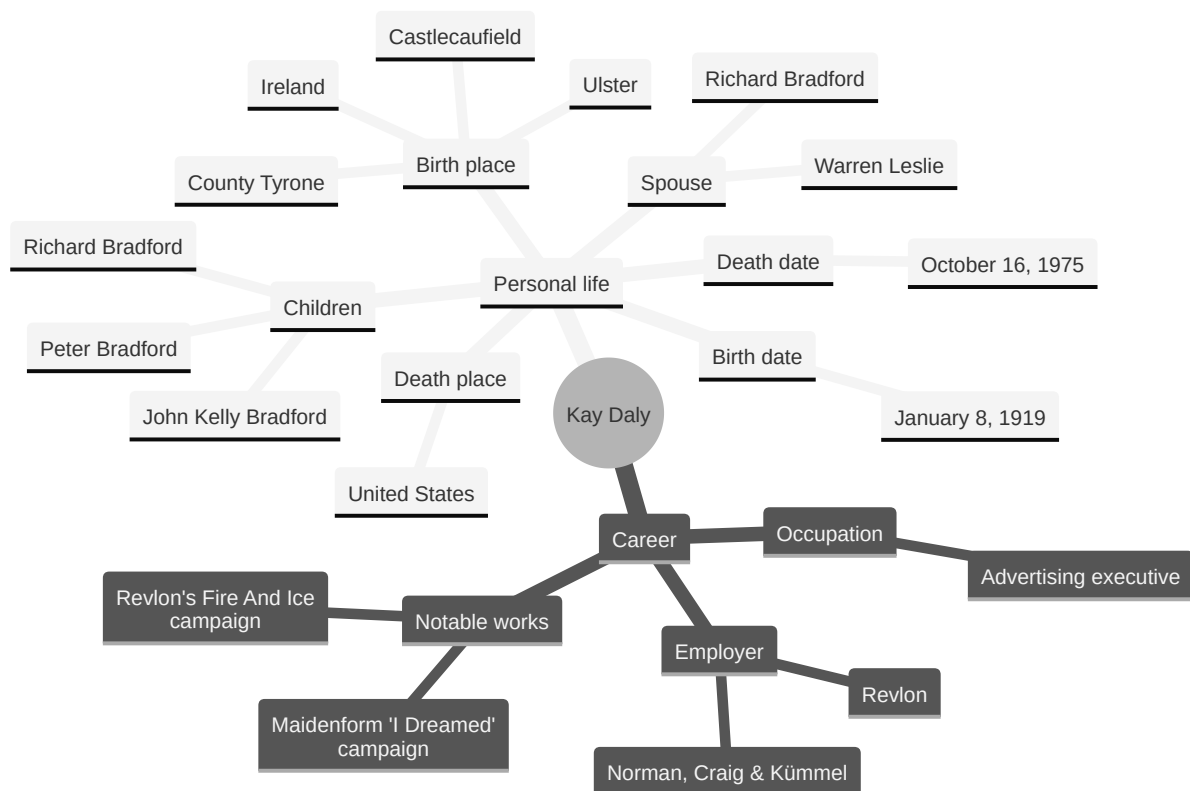 Castlecaufield
Ireland
Ulster
Richard Bradford
County Tyrone
Birth place
Spouse
Warren Leslie
Richard Bradford
Children
Personal life
Death date
October 16, 1975
Peter Bradford
Birth date
Death place
John Kelly Bradford
Kay Daly
January 8, 1919
United States
Career
Occupation
Advertising executive
Revlon's Fire And Ice
campaign
Notable works
Employer
Revlon
Maidenform 'I Dreamed'
campaign
Norman, Craig & Kümmel